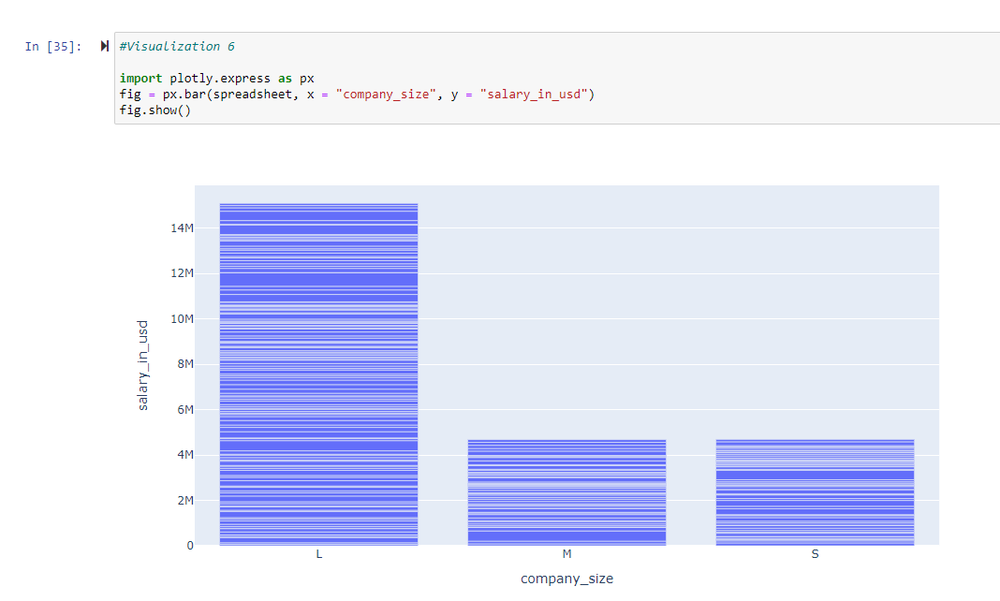 In [35]:
#Visualization 6
import plotly.express as px
fig = px.bar(spreadsheet, x = "company_size", y = "salary_in_usd")
fig.show()
14M
12M
10M
8M
6M
4M
2M
0
salary_in_usd
L M S
company_size